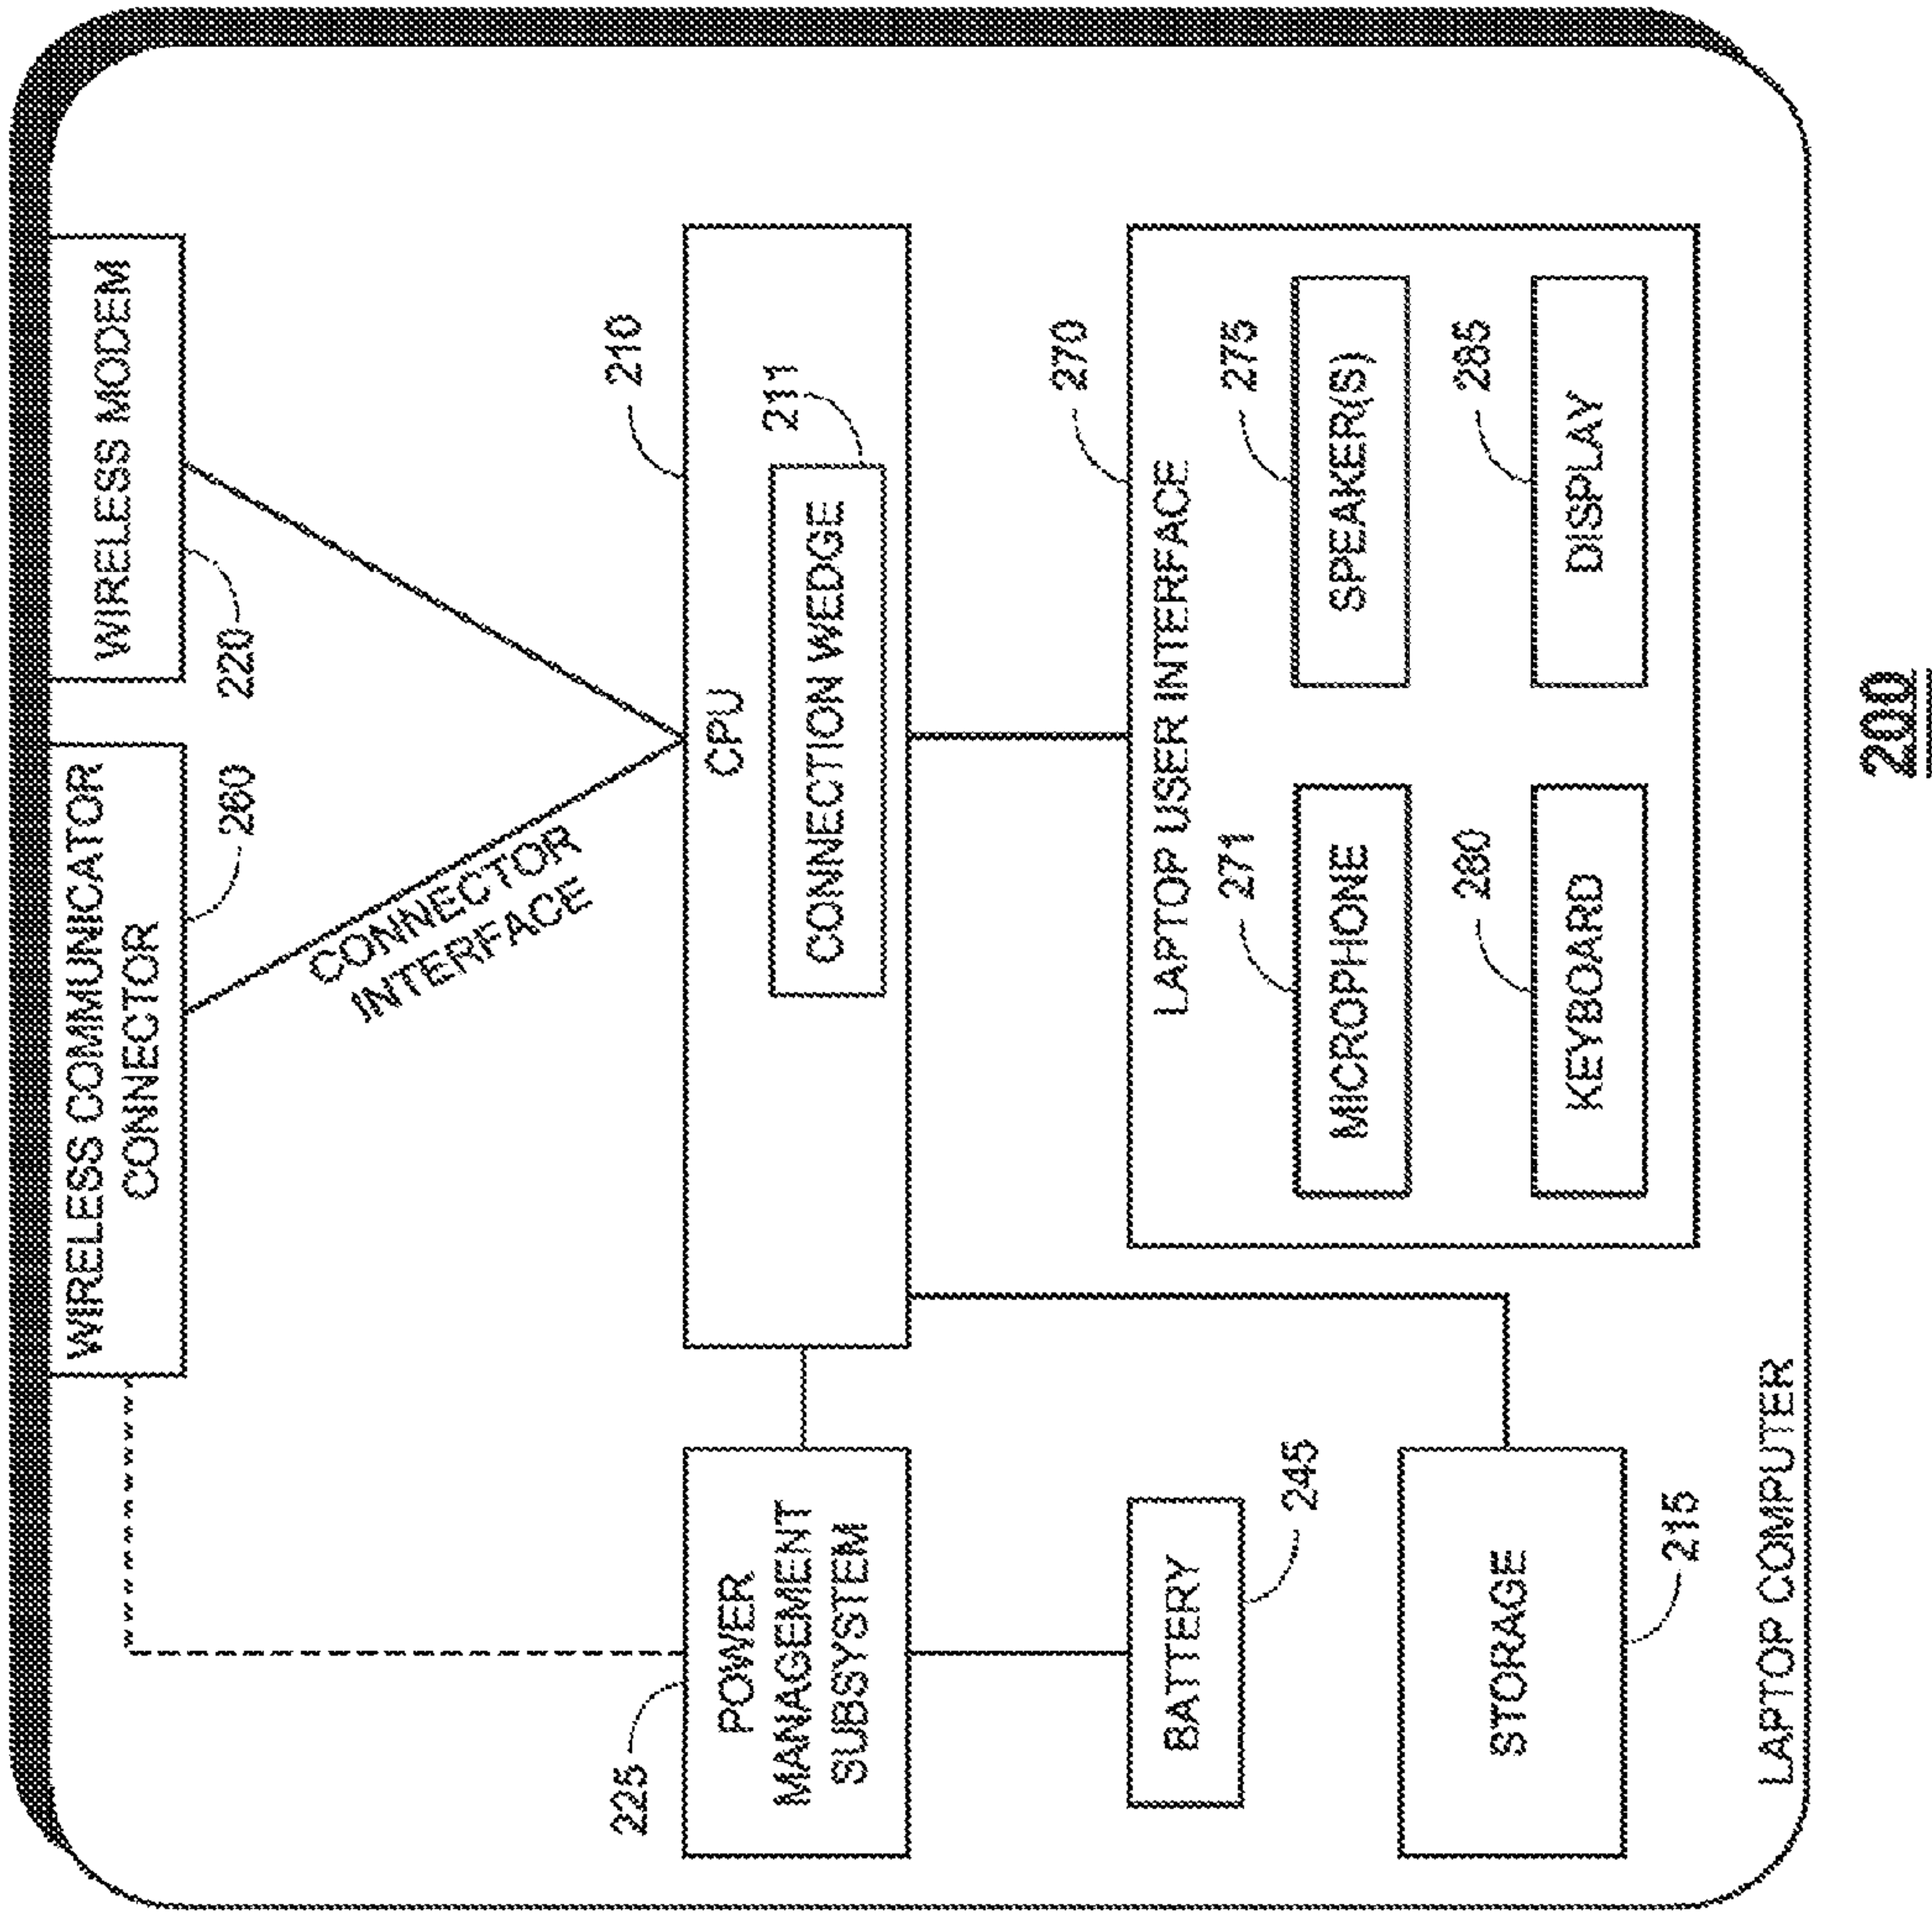 WIRELESS COMMUNICATOR
CONNECTOR
260
WIRELESS MODEM
220
CONNECTOR
INTERFACE
225
POWER
MANAGEMENT
SUBSYSTEM
210
CPU
211
CONNECTION WEDGE
BATTERY
245
270
LAPTOP USER INTERFACE
271
MICROPHONE
275
SPEAKER(S)
280
KEYBOARD
285
DISPLAY
STORAGE
215
LAPTOP COMPUTER
200